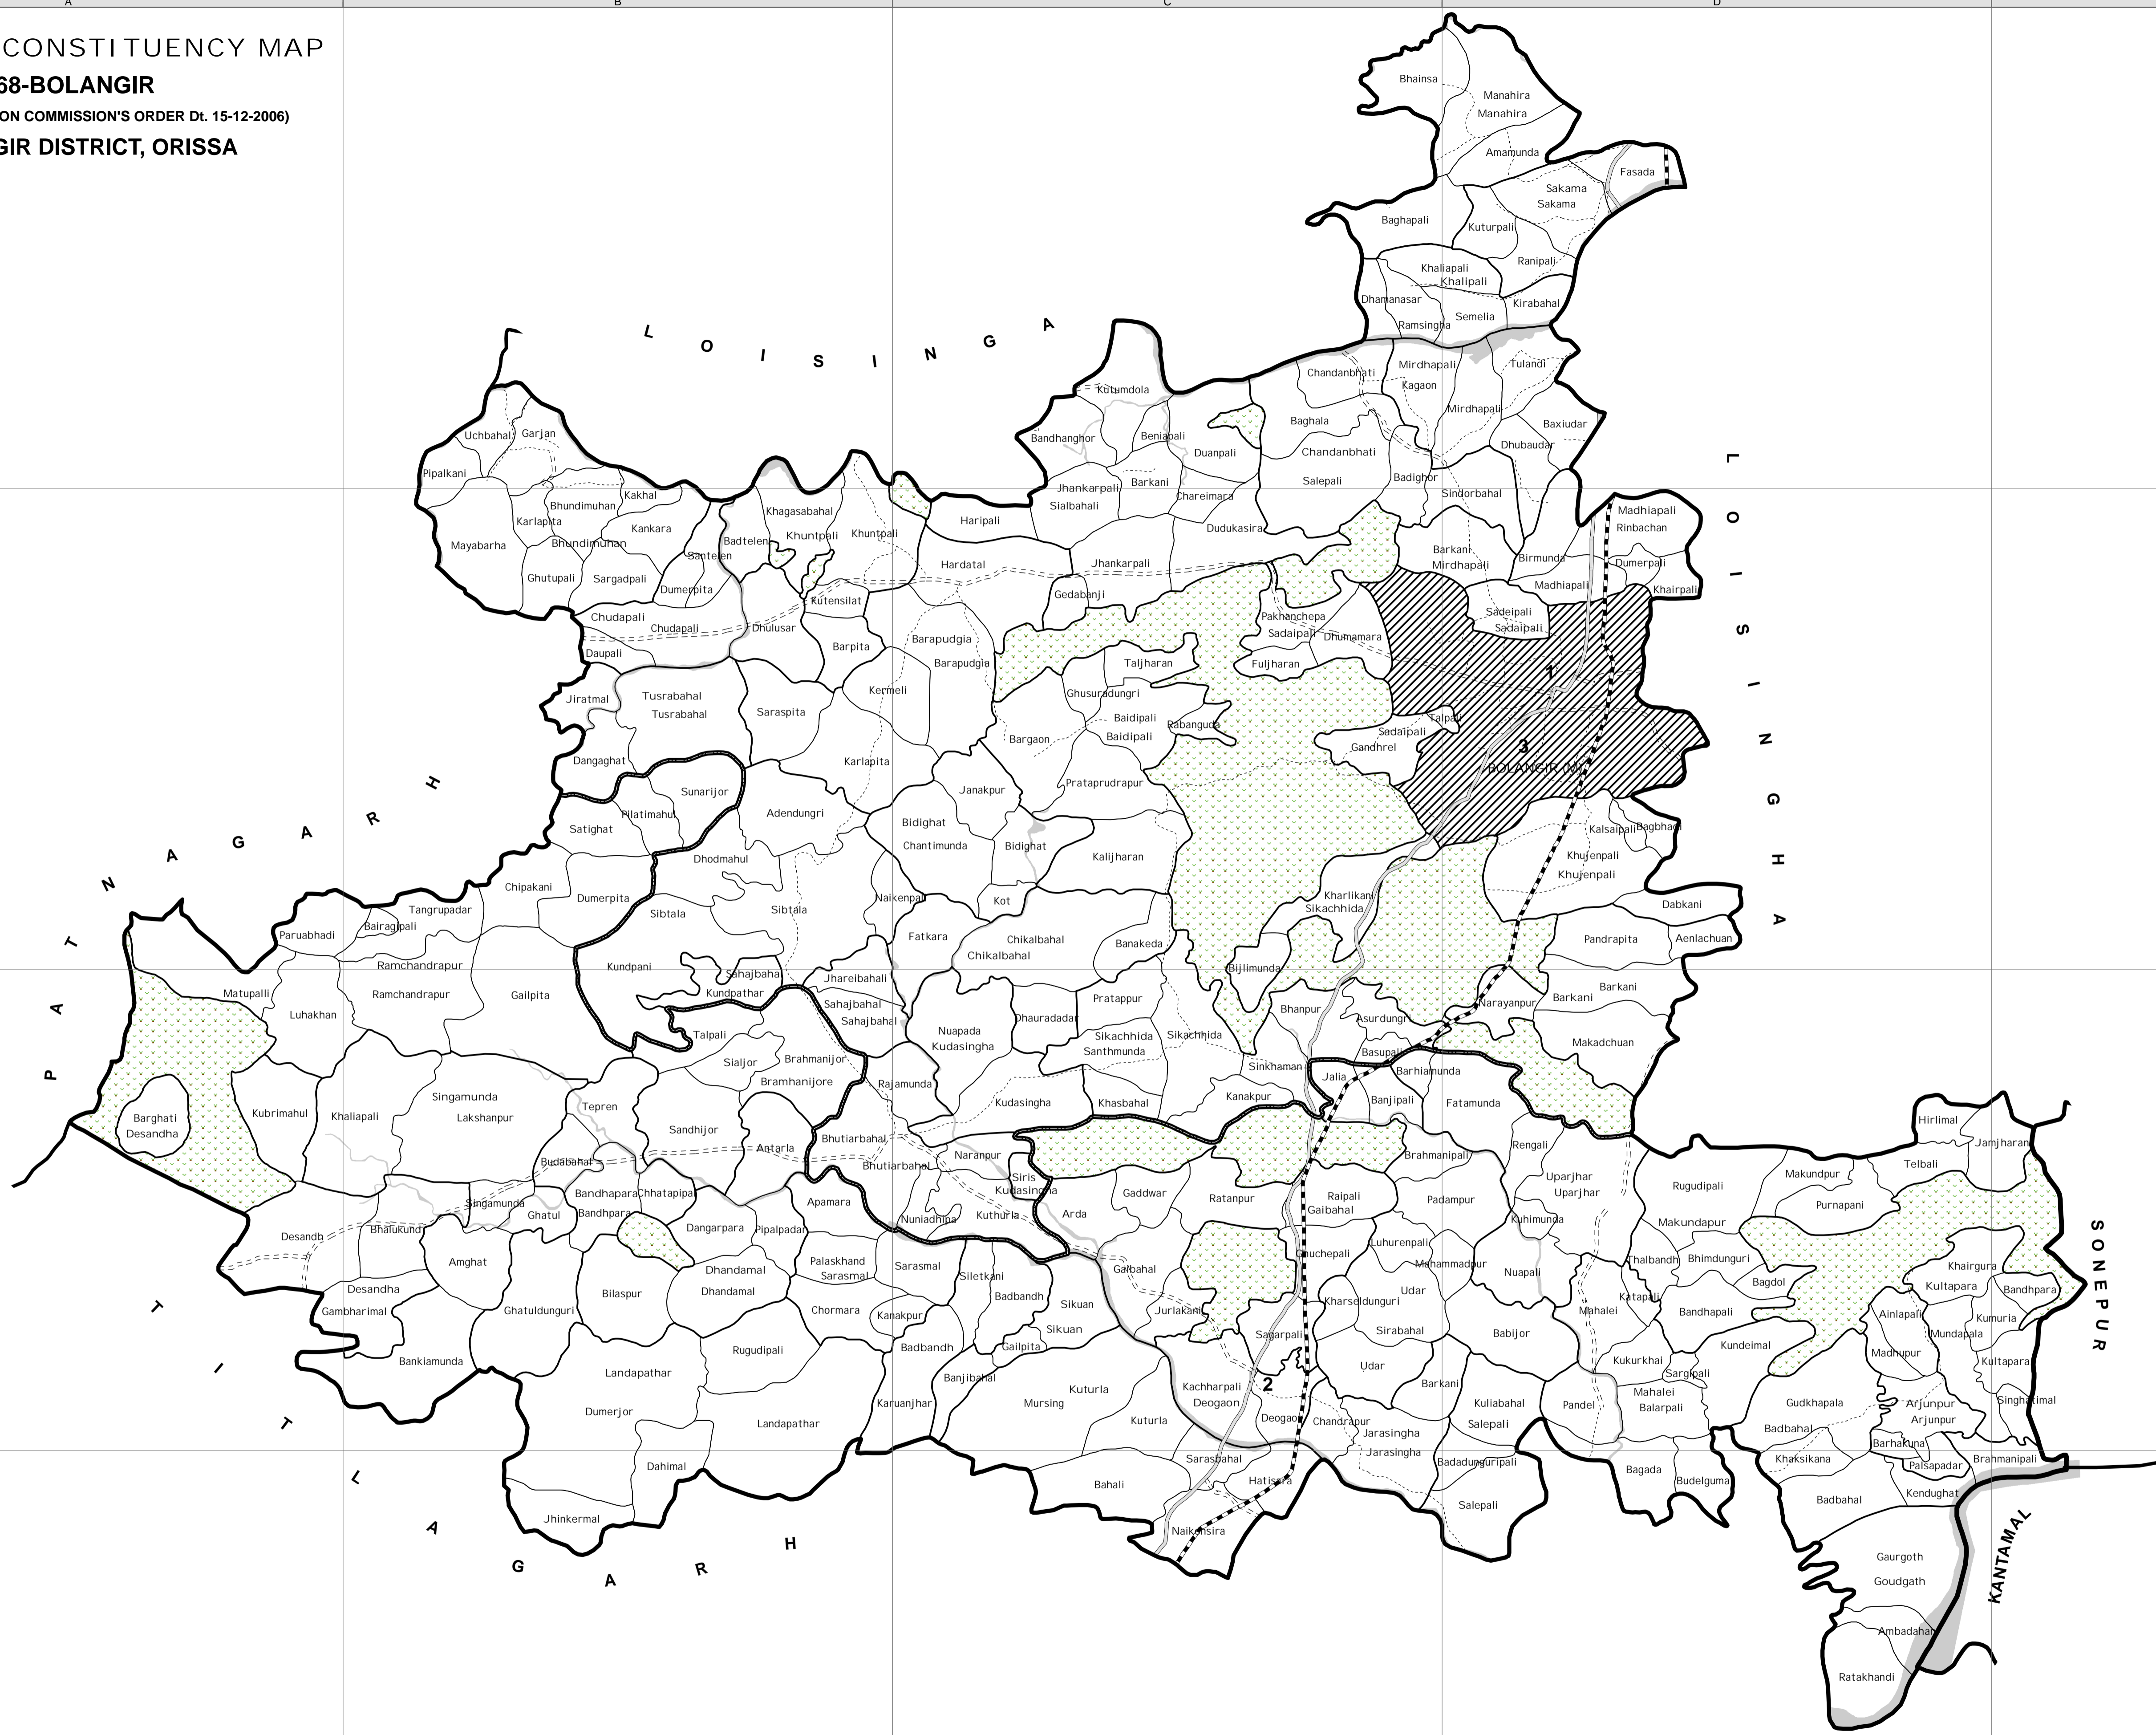 A B C D
CONSTITUENCY MAP
68-BOLANGIR
ON COMMISSION'S ORDER Dt. 15-12-2006)
GIR DISTRICT, ORISSA
Bhainsa
Manahira
Manahira
Amamunda
Fasada
Sakama
Sakama
Baghapali
Kuturpali
Ranipali
Khaliapali
Khalipali
Dhamanasar
Kirabahal
Semelia
Ramsingha
LOISINGA
Mirdhapali
Tulandi
Chandanbhati
Kagaon
Kutumdola
Mirdhapali
Baghala
Baxiudar
Uchbahal
Garjan
Bandhanghor
Beniapali
Dhubaudar
Duanpali
Chandanbhati
Pipalkani
Badighor
Salepali
Barkani
Jhankarpali
Sindorbahal
Kakhal
Chareimara
Bhundimuhan
Sialbahali
Khagasabahal
Madhiapali
Karlapita
Haripali
Kankara
Dudukasira
Rinbachan
Khuntpali
Khuntpali
Badtelen
Mayabarha
Bhundimuhan
Barkani
Santelen
Birmunda
Jhankarpali
Hardatal
Mirdhapali
Dumerpali
Ghutupali
Sargadpali
Madhiapali
Dumerpita
Khairpali
Gedabanji
Kutensilat
Sadeipali
Chudapali
Pakhanchepa
Chudapali
Dhulusar
Sadaipali
Sadaipali
Dhumamara
Barapudgia
Barpita
Daupali
Barapudgia
Taljharan
Fuljharan
1
Kermeli
Ghusuradungri
Tusrabahal
Jiratmal
Tusrabahal
Saraspita
Baidipali
Talpali
Rabanguda
Sadaipali
Baidipali
Bargaon
Gandhrel
3
Dangaghat
Karlapita
BOLANGIR (M)
Prataprudrapur
Sunarijor
Janakpur
Pilatimahul
Adendungri
Bidighat
Satighat
Kalsaipali
Bagbhadi
Chantimunda
Bidighat
Kalijharan
Khujenpali
Dhodmahul
Khujenpali
Chipakani
Dumerpita
Naikenpali
Kharlikani
Kot
Dabkani
Tangrupadar
Sibtala
Sibtala
Sikachhida
Bairagipali
Paruabhadi
Fatkara
Chikalbahal
Pandrapita
Aenlachuan
Banakeda
Chikalbahal
Ramchandrapur
Kundpani
Bijlimunda
Sahajbahal
Jhareibahali
Barkani
Matupalli
Ramchandrapur
Gailpita
Kundpathar
Pratappur
Barkani
Sahajbahal
Narayanpur
Luhakhan
Bhanpur
Sahajbahal
Dhauradadar
Asurdungri
Nuapada
Talpali
Sikachhida
Sikachhida
Kudasingha
Makadchuan
Santhmunda
Basupali
Brahmanijor
Sialjor
Sinkhaman
Barhiamunda
Jalia
Bramhanijore
Rajamunda
Singamunda
Kanakpur
Banjipali
Kudasingha
Khasbahal
Fatamunda
Tepren
Kubrimahul
Khaliapali
Barghati
Lakshanpur
Hirlimal
Sandhijor
Desandha
Bhutiarbahal
Jamjharan
Rengali
Antarla
Naranpur
Brahmanipali
Budabahal
Bhutiarbahal
Telbali
Siris
Uparjhar
Makundpur
Rugudipali
Kudasingha
Bandhapara
Chhatapipal
Gaddwar
Uparjhar
Raipali
Ratanpur
Padampur
Singamunda
Apamara
Purnapani
Gaibahal
Bandhpara
Ghatul
Arda
Kuthurla
Nuniadhipa
Kuhimunda
Makundapur
Bhalukund
Dangarpara
Pipalpadar
Desandh
Luhurenpali
Ghuchepali
Thalbandh
Bhimdunguri
Amghat
Palaskhand
Mahammadpur
Sarasmal
Khairgura
Dhandamal
Galbahal
Nuapali
Sarasmal
Siletkani
Bagdol
Kultapara
Desandha
Bandhpara
Dhandamal
Udar
Bilaspur
Badbandh
Katapali
Sikuan
Kharseldunguri
Gambharimal
Ghatuldunguri
Chormara
Jurlakani
Mahalei
Bandhapali
Ainlapali
Kanakpur
Kumuria
Sikuan
Sirabahal
Babijor
Mundapala
Sagarpali
Badbandh
Gailpita
Kundeimal
Rugudipali
Madhupur
Bankiamunda
Kukurkhai
Kultapara
Udar
Landapathar
Banjibahal
Sargipali
Barkani
2
Kachharpali
Kuturla
Mahalei
Singhatimal
Deogaon
Mursing
Karuanjhar
Kuliabahal
Pandel
Gudkhapala
Arjunpur
Balarpali
Dumerjor
Deogaon
Kuturla
Chandrapur
Landapathar
Salepali
Arjunpur
Badbahal
Jarasingha
Barhakuna
Jarasingha
Sarasbahal
Khaksikana
Brahmanipali
Badadunguripali
Palsapadar
Dahimal
Bagada
Hatisara
Budelguma
Bahali
Kendughat
Badbahal
Salepali
Jhinkermal
Naikensira
Gaurgoth
Goudgath
Ambadahan
Ratakhandi
LOISINGHA
SONEPUR
KANTAMAL
PATNAGARH
TITLAGARH